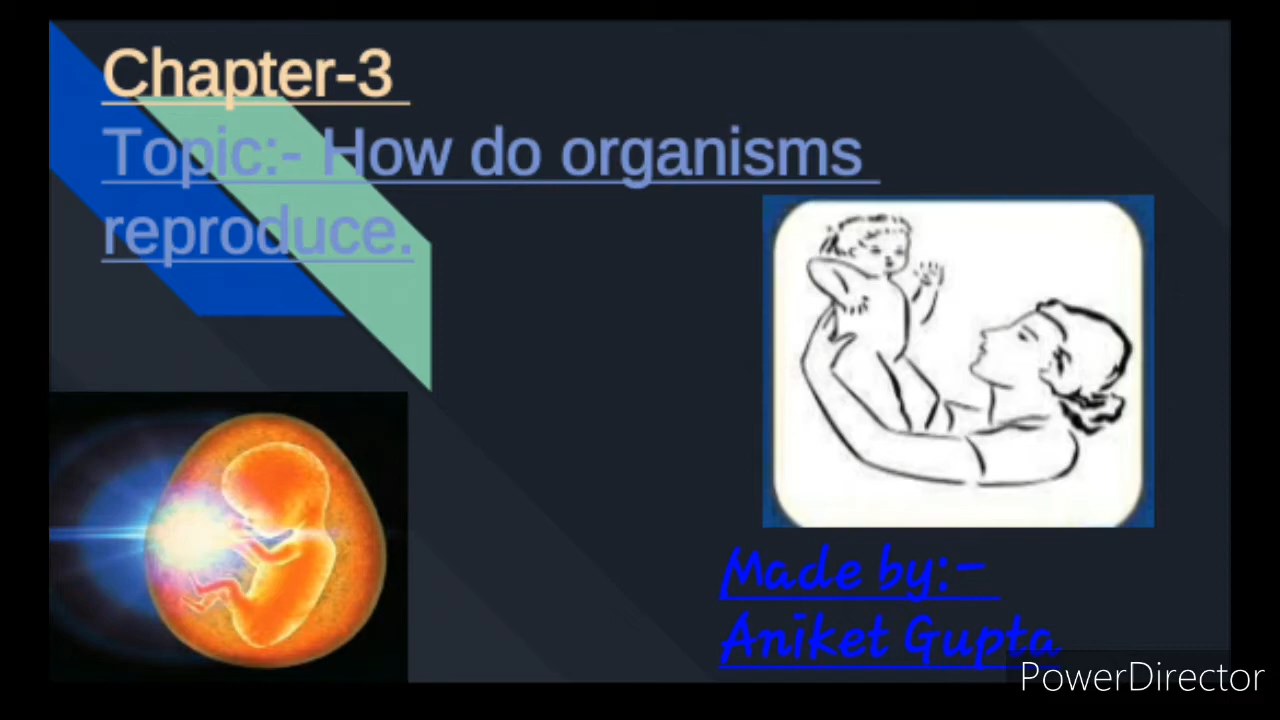 Chapter-3
Topic:- How do organisms
reproduce.
Made by:-
Aniket Gupta
PowerDirector